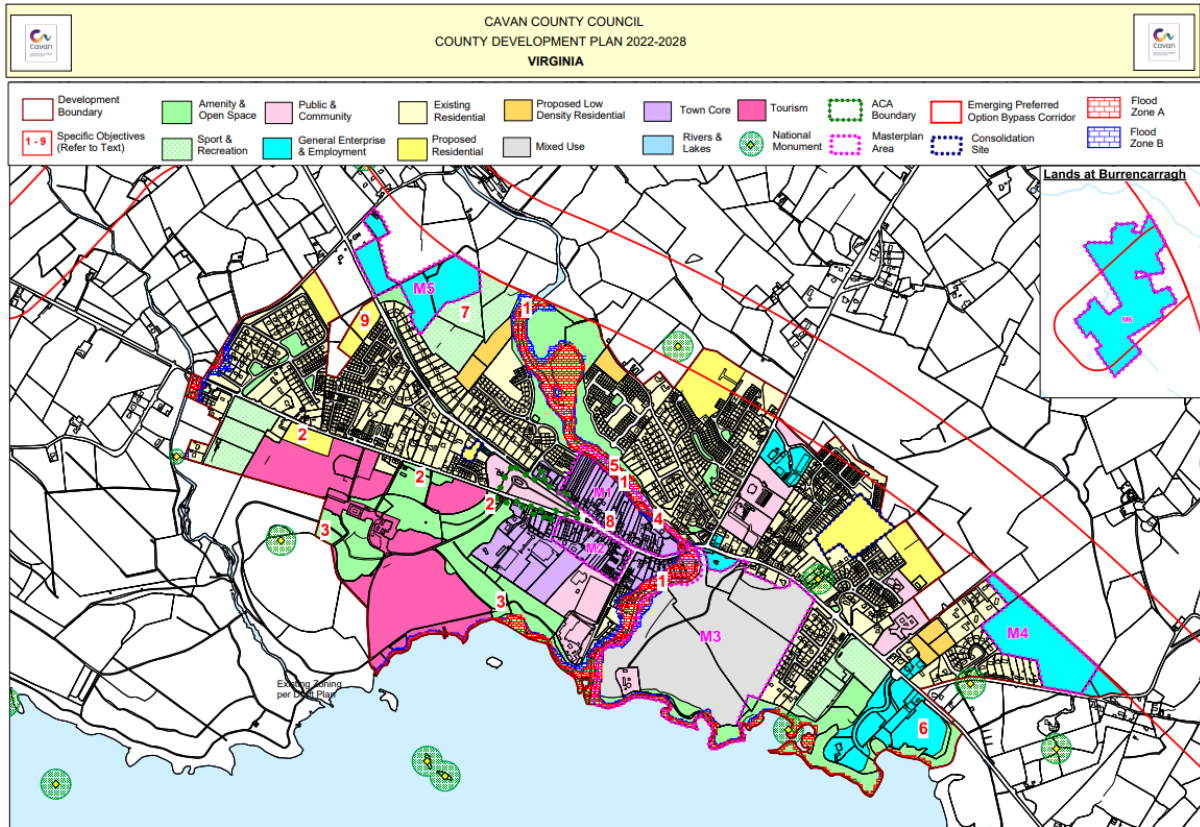 CAVAN COUNTY COUNCIL
COUNTY DEVELOPMENT PLAN 2022-2028
VIRGINIA
Cavan
Cavan
Development
Boundary
Amenity &
Open Space
Public &
Community
Existing
Residential
Proposed Low
Density Residential
Town Core
Tourism
ACA
Boundary
Emerging Preferred
Option Bypass Corridor
Flood
Zone A
1 - 9
Specific Objectives
(Refer to Text)
Sport &
Recreation
General Enterprise
& Employment
Proposed
Residential
Mixed Use
Rivers &
Lakes
National
Monument
Masterplan
Area
Consolidation
Site
Flood
Zone B
Lands at Burrencarragh
M6
M5
7
1
9
2
2
2
5
1
M1
8
4
M2
3
3
1
M3
M4
6
Existing Zoning
per Draft Plan